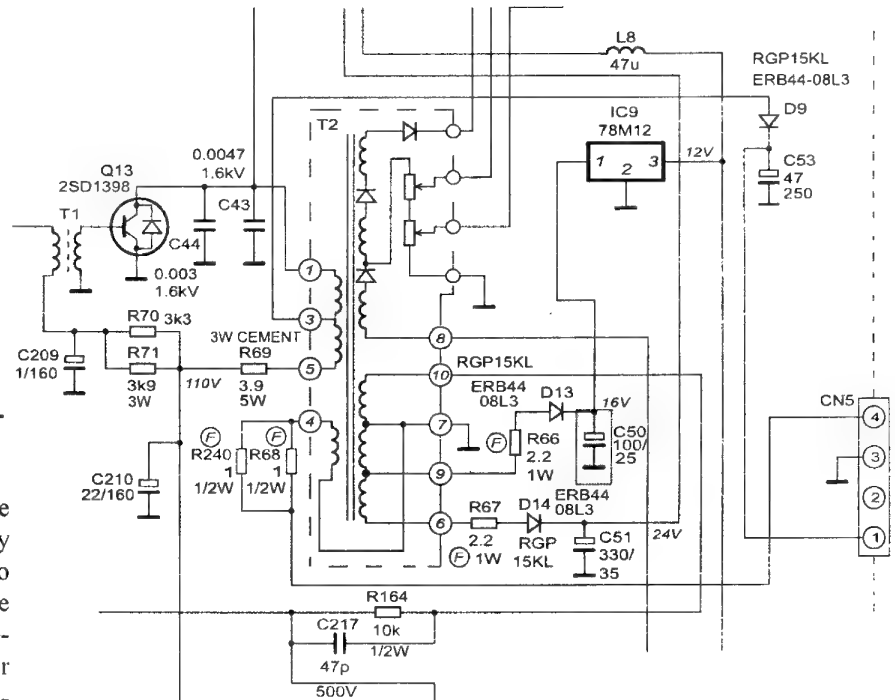 L8
47u
RGP15KL
ERB44-08L3
T2
IC9
78M12
D9
0.0047
1.6kV
1
2
3
12V
Q13
2SD1398
C53
47
250
T1
C43
C44
0.003
1.6kV
1
R70 3k3
3
3W CEMENT
8
C209
1/160
R71
R69
RGP15KL
5
10
3k9
3W
110V
3.9
5W
ERB44
08L3
D13
16V
CN5
4
7
4
F
F
F
R66
C50
R240
R68
2.2
100/
25
3
1
1
1W
9
C210
22/160
1/2W
1/2W
ERB44
08L3
2
R67
D14
6
24V
1
2.2
RGP
C51
F
1W
15KL
330/
35
R164
C217
10k
47p
1/2W
500V
-
e
y
o
e
-
r